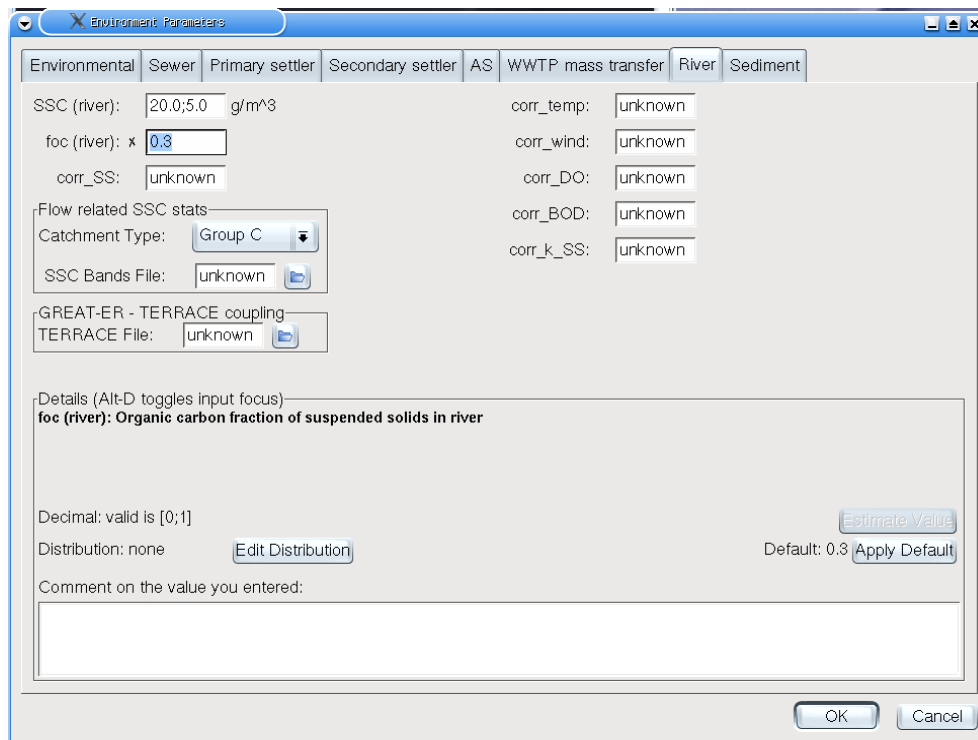 Environment Parameters
Environmental Sewer Primary settler Secondary settler AS WWTP mass transfer River Sediment
SSC (river): 20.0;5.0 g/m^3 corr_temp: unknown
foc (river): x 0.3 corr_wind: unknown
corr_SS: unknown corr_DO: unknown
Flow related SSC stats corr_BOD: unknown
Catchment Type: Group C corr_k_SS: unknown
SSC Bands File: unknown
GREAT-ER - TERRACE coupling
TERRACE File: unknown
Details (Alt-D toggles input focus)
foc (river): Organic carbon fraction of suspended solids in river
Decimal: valid is [0;1] Estimate Value
Distribution: none Edit Distribution Default: 0.3 Apply Default
Comment on the value you entered:
OK Cancel